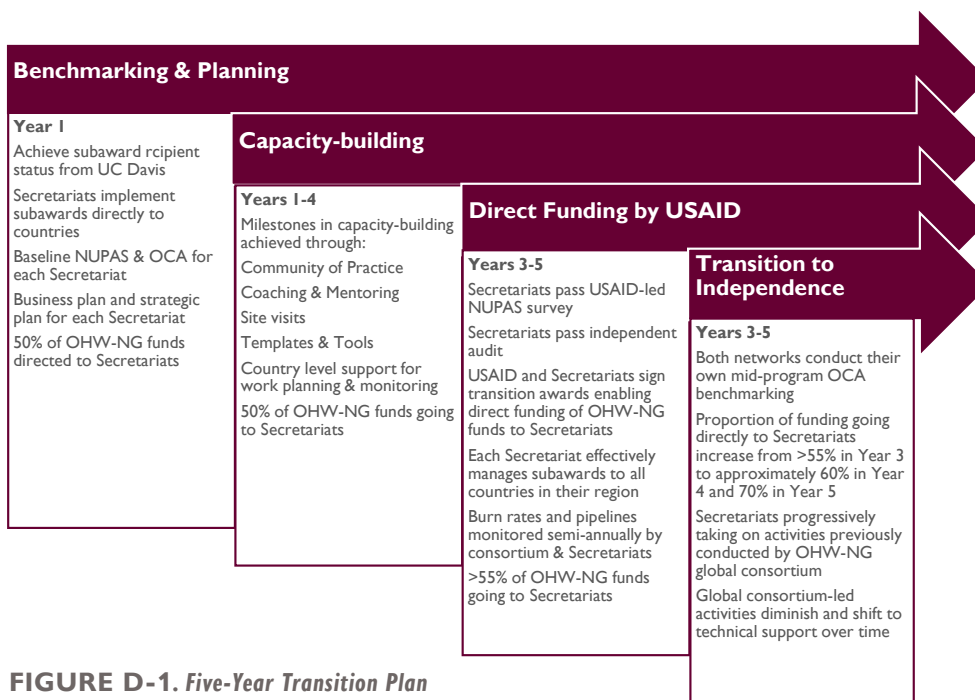 Benchmarking & Planning
Year 1
Achieve subaward rcipient
status from UC Davis
Secretariats implement
subawards directly to
countries
Baseline NUPAS & OCA for
each Secretariat
Business plan and strategic
plan for each Secretariat
50% of OHW-NG funds
directed to Secretariats
Capacity-building
Years 1-4
Milestones in capacity-building
achieved through:
Community of Practice
Coaching & Mentoring
Site visits
Templates & Tools
Country level support for
work planning & monitoring
50% of OHW-NG funds going
to Secretariats
Direct Funding by USAID
Years 3-5
Secretariats pass USAID-led
NUPAS survey
Secretariats pass independent
audit
USAID and Secretariats sign
transition awards enabling
direct funding of OHW-NG
funds to Secretariats
Each Secretariat effectively
manages subawards to all
countries in their region
Burn rates and pipelines
monitored semi-annually by
consortium & Secretariats
>55% of OHW-NG funds
going to Secretariats
Transition to
Independence
Years 3-5
Both networks conduct their
own mid-program OCA
benchmarking
Proportion of funding going
directly to Secretariats
increase from >55% in Year 3
to approximately 60% in Year
4 and 70% in Year 5
Secretariats progressively
taking on activities previously
conducted by OHW-NG
global consortium
Global consortium-led
activities diminish and shift to
technical support over time
FIGURE D-1. Five-Year Transition Plan